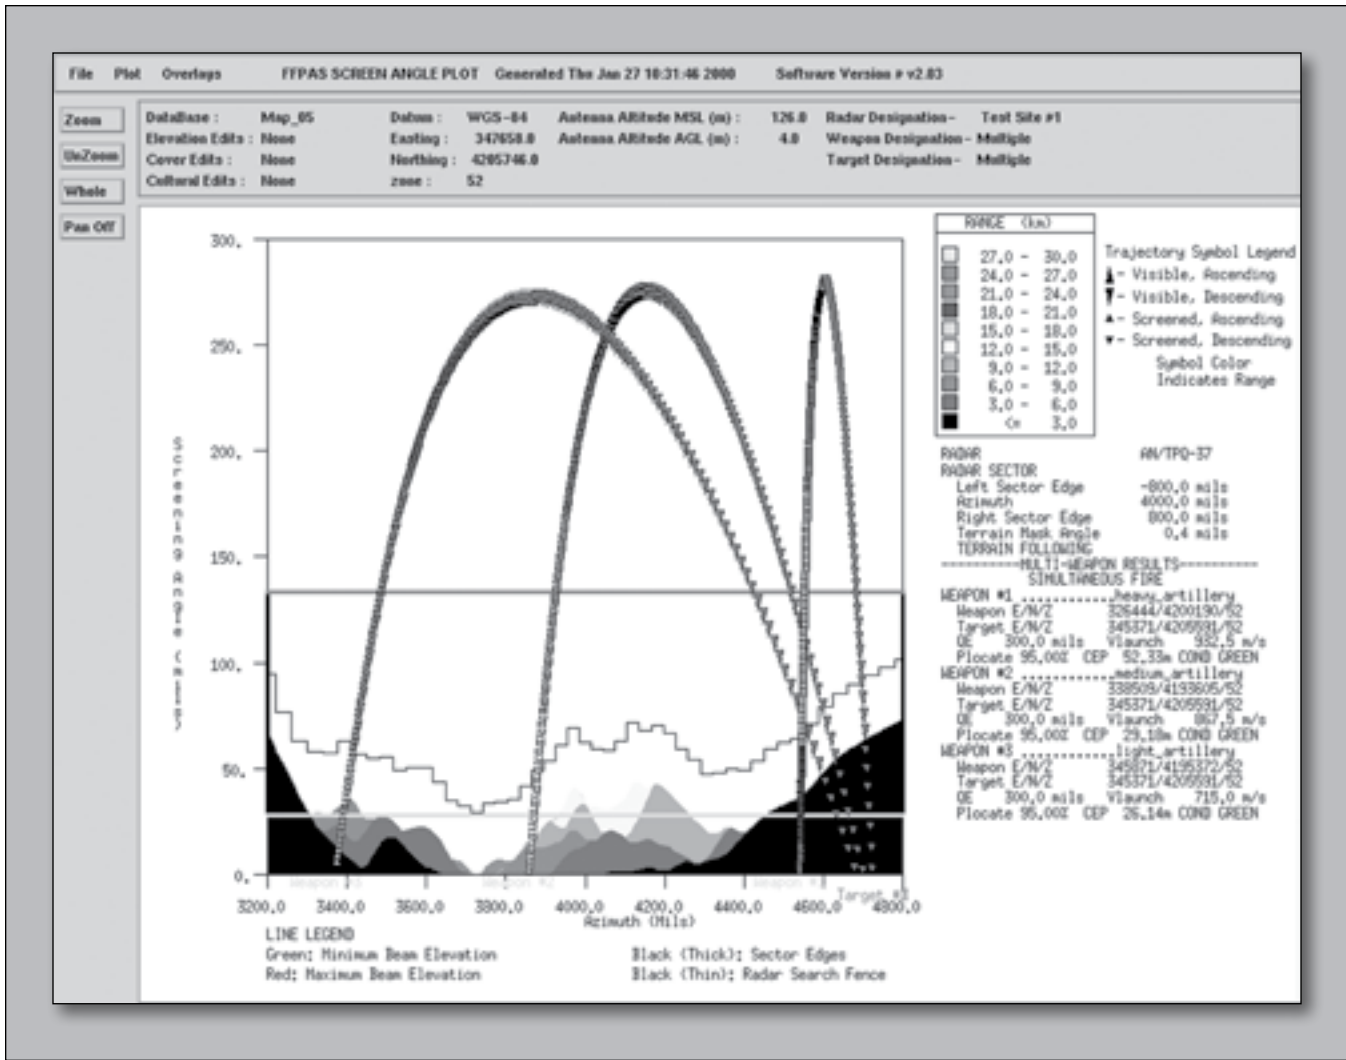 File Plot Overlays FFPAS SCREEN ANGLE PLOT Generated Thu Jan 27 10:31:46 2000 Software Version # v2.03
Zoom
UnZoom
Whole
Pan Off
DataBase : Map_05 Datum : WGS-84 Antenna Altitude MSL (m) : 126.0 Radar Designation- Test Site #1
Elevation Edits : None Easting : 347658.0 Antenna Altitude AGL (m) : 4.0 Weapon Designation- Multiple
Cover Edits : None Northing : 4205746.0 Target Designation- Multiple
Cultural Edits : None zone : 52
Screening Angle (mils)
300.
250.
200.
150.
100.
50.
0.
Weapon #2
Weapon
Target
3200.0 3400.0 3600.0 3800.0 4000.0 4200.0 4400.0 4600.0 4800.0
Azimuth (Mils)
LINE LEGEND
Green: Minimum Beam Elevation Black (Thick): Sector Edges
Red: Maximum Beam Elevation Black (Thin): Radar Search Fence
RANGE (km)
27.0 - 30.0
24.0 - 27.0
21.0 - 24.0
18.0 - 21.0
15.0 - 18.0
12.0 - 15.0
9.0 - 12.0
6.0 - 9.0
3.0 - 6.0
<= 3.0
Trajectory Symbol Legend
- Visible, Ascending
- Visible, Descending
- Screened, Ascending
- Screened, Descending
Symbol Color
Indicates Range
RADAR AN/TPQ-37
RADAR SECTOR
Left Sector Edge -800.0 mils
Azimuth 4000.0 mils
Right Sector Edge 800.0 mils
Terrain Mask Angle 0.4 mils
TERRAIN FOLLOWING
----------MULTI-WEAPON RESULTS----------
SIMULTANEOUS FIRE
WEAPON #1 ............heavy_artillery
Weapon E/N/Z 326444/4200190/52
Target E/N/Z 345371/4205591/52
QE 300.0 mils Vlaunch 932.5 m/s
Plocate 95.00% CEP 52.33m COND GREEN
WEAPON #2 ............medium_artillery
Weapon E/N/Z 338509/4193605/52
Target E/N/Z 345371/4205591/52
QE 300.0 mils Vlaunch 867.5 m/s
Plocate 95.00% CEP 29.18m COND GREEN
WEAPON #3 ............light_artillery
Weapon E/N/Z
Target E/N/Z 345371/4205591/52
QE 300.0 mils Vlaunch 715.0 m/s
Plocate 95.00% CEP 26.14m COND GREEN